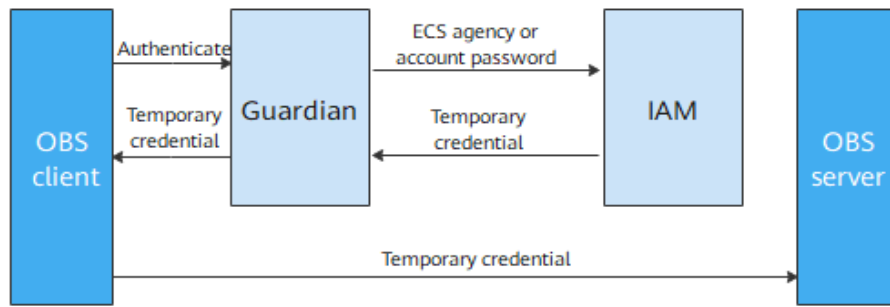 Authenticate
ECS agency or
account password
Guardian
IAM
Temporary
credential
Temporary
credential
OBS
client
OBS
server
Temporary credential